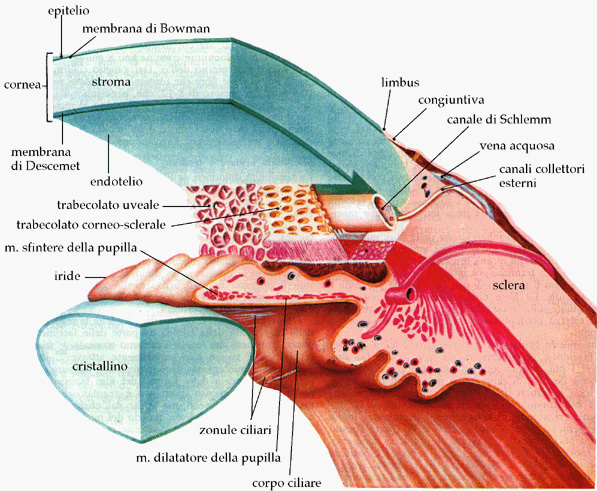 epitelio
membrana di Bowman
cornea
stroma
limbus
congiuntiva
canale di Schlemm
membrana
di Descemet
vena acquosa
endotelio
canali collettori
esterni
trabecolato uveale
trabecolato corneo-sclerale
m. sfintere della pupilla
iride
sclera
cristallino
zonule ciliari
m. dilatatore della pupilla
corpo ciliare